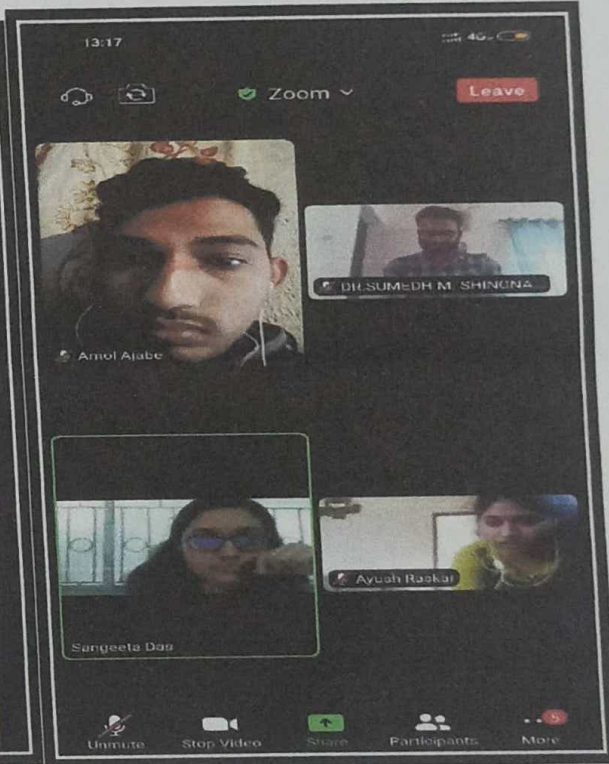 13:17
4G
Zoom
Leave
Amol Ajabe
DR.SUMEDH M. SHINGNA
Sangeeta Das
Ayush Raskar
Unmute
Stop Video
Share
Participants
5
More